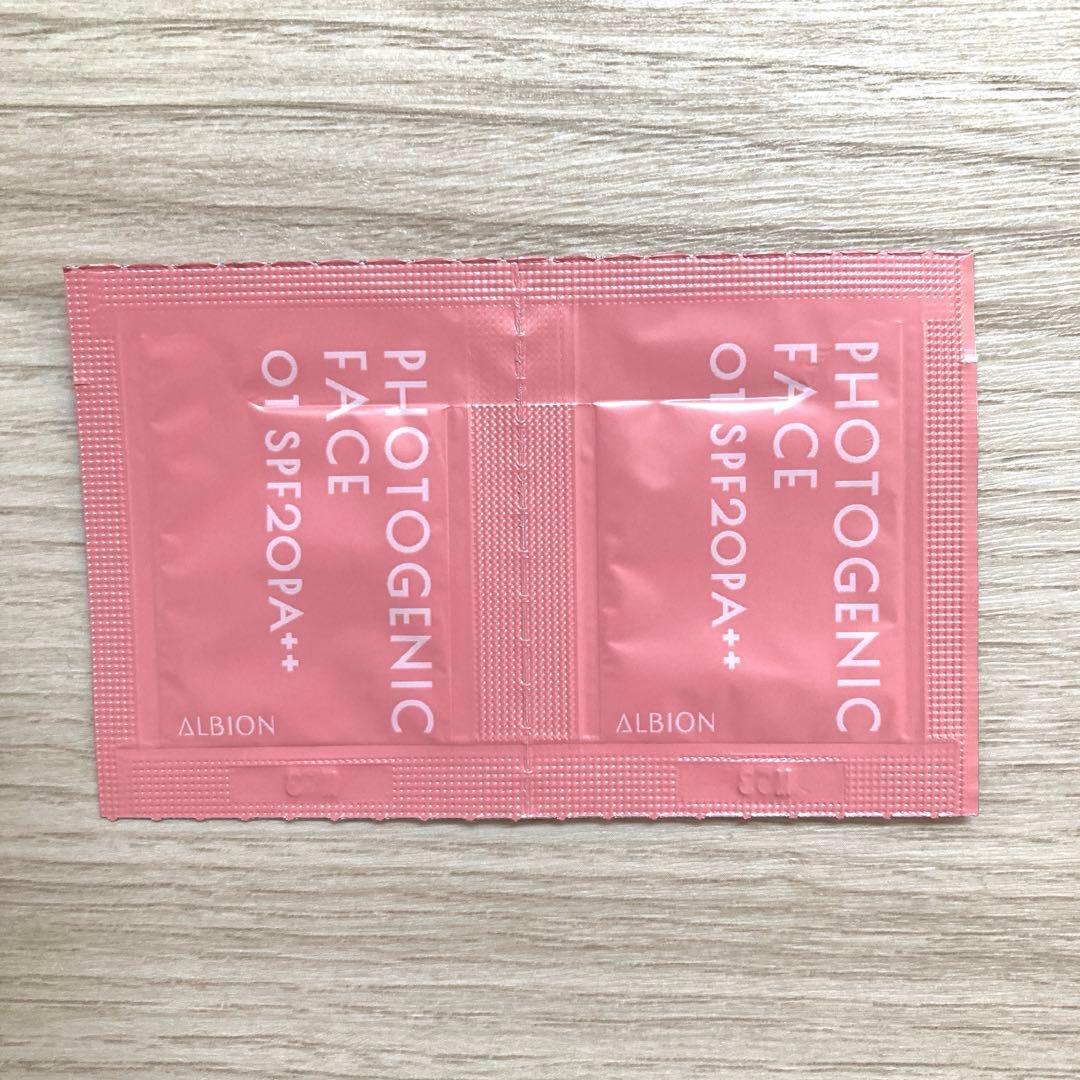 PHOTOGENIC
FACE
01 SPF20PA++
ALBION
PHOTOGENIC
FACE
01 SPF20PA++
ALBION